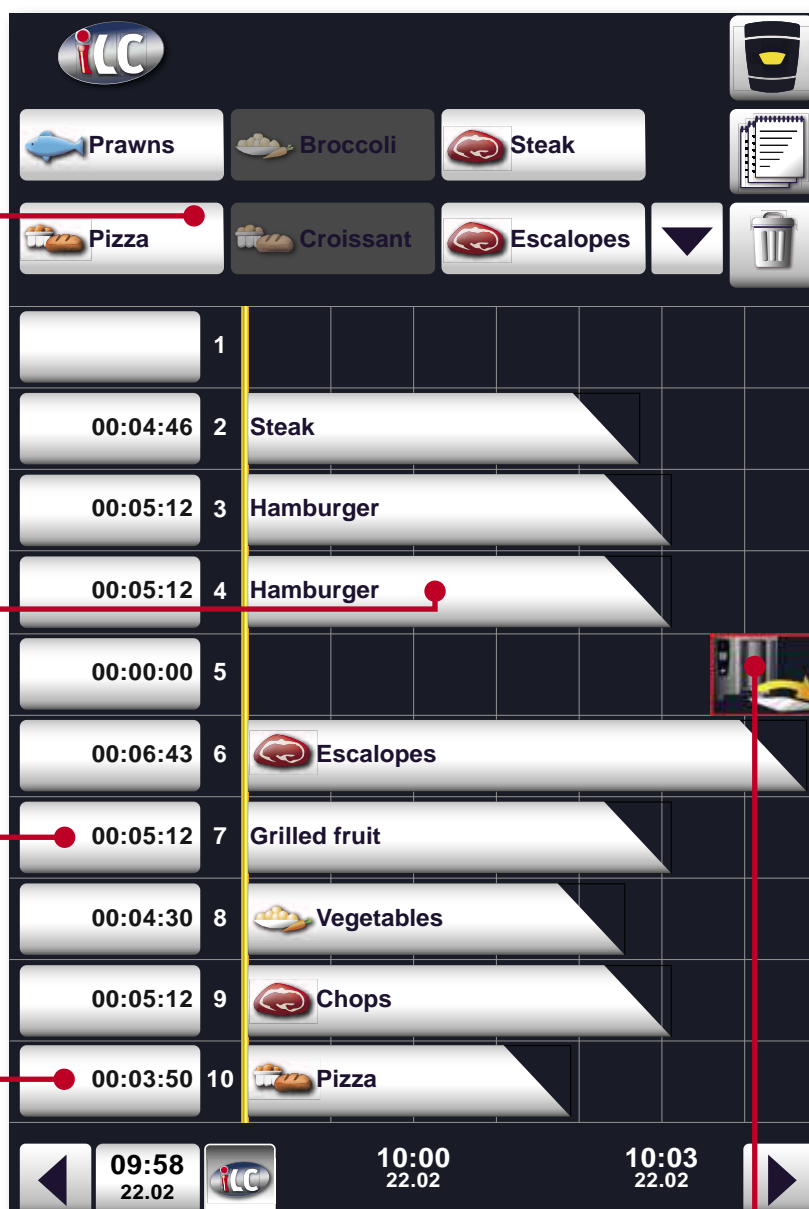 iLC
Prawns Broccoli Steak
Pizza Croissant Escalopes
1
00:04:46 2 Steak
00:05:12 3 Hamburger
00:05:12 4 Hamburger
00:00:00 5
00:06:43 6 Escalopes
00:05:12 7 Grilled fruit
00:04:30 8 Vegetables
00:05:12 9 Chops
00:03:50 10 Pizza
09:58 iLC 10:00 10:03
22.02 22.02 22.02